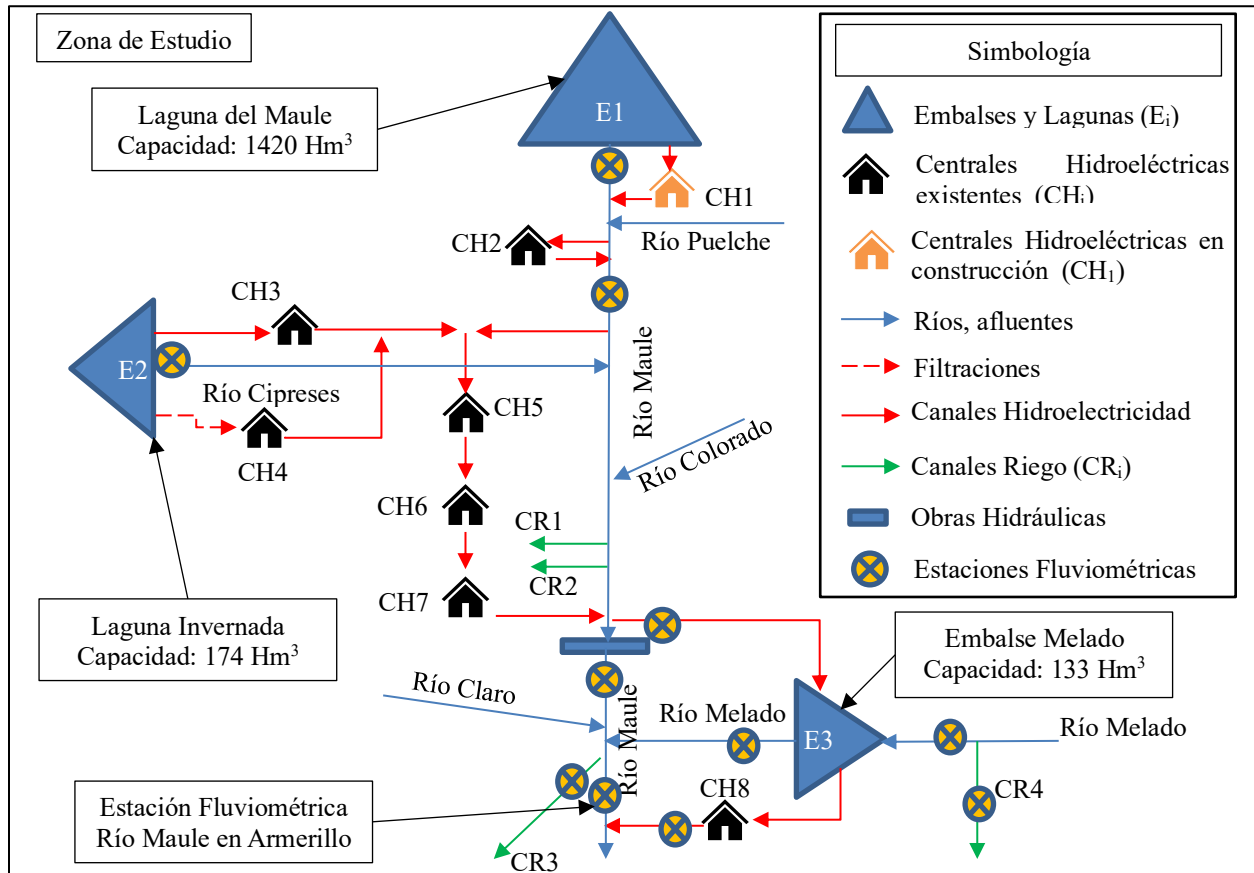 Zona de Estudio
Laguna del Maule
Capacidad: 1420 Hm³
E1
CH1
Río Puelche
CH2
CH3
E2
Río Cipreses
CH4
CH5
Río Maule
Río Colorado
CH6
CR1
CR2
CH7
Laguna Invernada
Capacidad: 174 Hm³
Embalse Melado
Capacidad: 133 Hm³
Río Claro
Río Melado
E3
Río Melado
Río Maule
CH8
CR4
Estación Fluviométrica
Río Maule en Armerillo
CR3
Simbología
Embalses y Lagunas (Eᵢ)
Centrales Hidroeléctricas
existentes (CHᵢ)
Centrales Hidroeléctricas en
construcción (CH₁)
Ríos, afluentes
Filtraciones
Canales Hidroelectricidad
Canales Riego (CRᵢ)
Obras Hidráulicas
Estaciones Fluviométricas